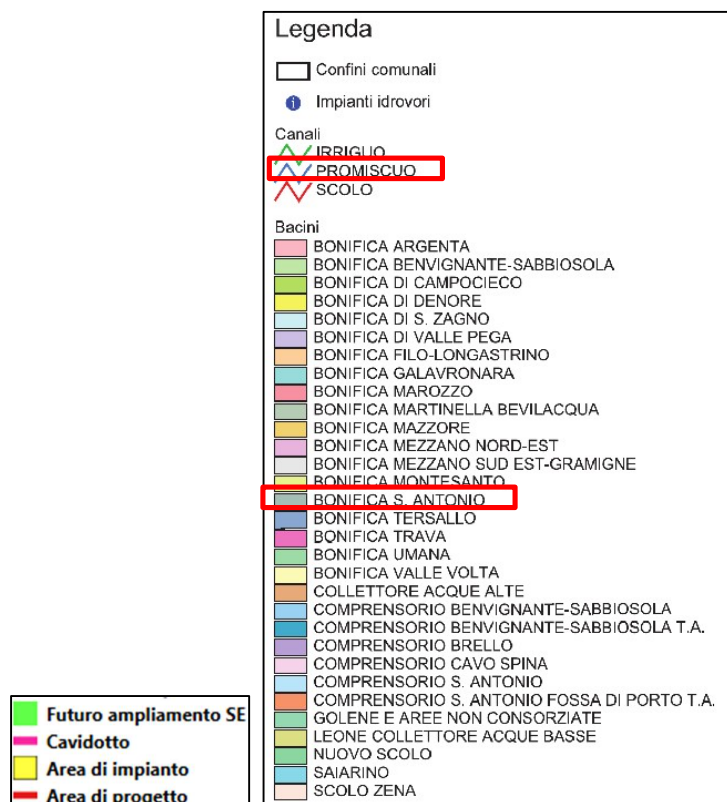 Legenda
Confini comunali
Impianti idrovori
Canali
IRRIGUO
PROMISCUO
SCOLO
Bacini
BONIFICA ARGENTA
BONIFICA BENVIGNANTE-SABBIOSOLA
BONIFICA DI CAMPOCIECO
BONIFICA DI DENORE
BONIFICA DI S. ZAGNO
BONIFICA DI VALLE PEGA
BONIFICA FILO-LONGASTRINO
BONIFICA GALAVRONARA
BONIFICA MAROZZO
BONIFICA MARTINELLA BEVILACQUA
BONIFICA MAZZORE
BONIFICA MEZZANO NORD-EST
BONIFICA MEZZANO SUD EST-GRAMIGNE
BONIFICA MONTESANTO
BONIFICA S. ANTONIO
BONIFICA TERSALLO
BONIFICA TRAVA
BONIFICA UMANA
BONIFICA VALLE VOLTA
COLLETTORE ACQUE ALTE
COMPRENSORIO BENVIGNANTE-SABBIOSOLA
COMPRENSORIO BENVIGNANTE-SABBIOSOLA T.A.
COMPRENSORIO BRELLO
COMPRENSORIO CAVO SPINA
COMPRENSORIO S. ANTONIO
COMPRENSORIO S. ANTONIO FOSSA DI PORTO T.A.
GOLENE E AREE NON CONSORZIATE
LEONE COLLETTORE ACQUE BASSE
NUOVO SCOLO
SAIARINO
SCOLO ZENA
Futuro ampliamento SE
Cavidotto
Area di impianto
Area di progetto